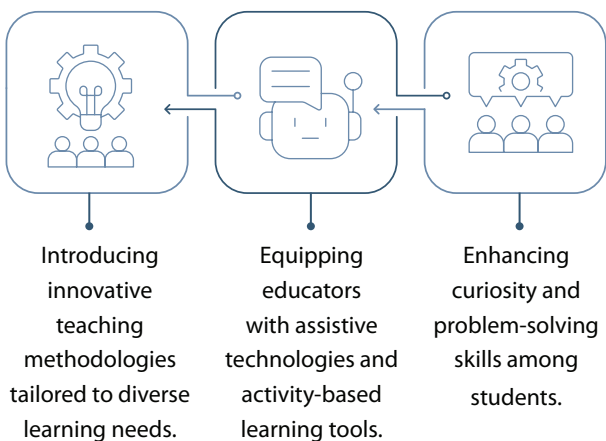 Introducing
innovative
teaching
methodologies
tailored to diverse
learning needs.
Equipping
educators
with assistive
technologies and
activity-based
learning tools.
Enhancing
curiosity and
problem-solving
skills among
students.